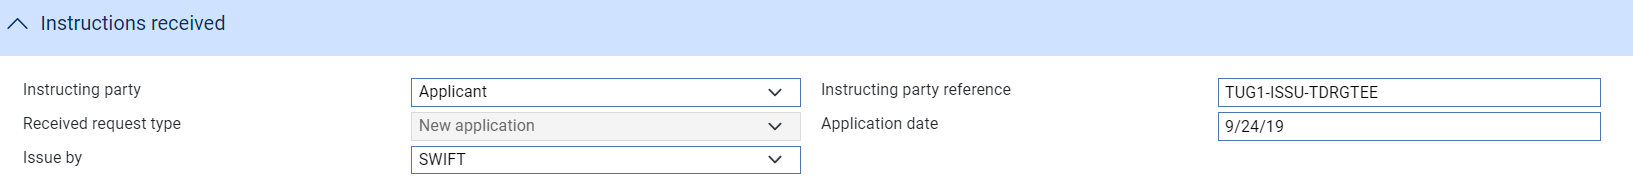 Instructions received
Instructing party Applicant Instructing party reference TUG1-ISSU-TDRGTEE
Received request type New application Application date 9/24/19
Issue by SWIFT